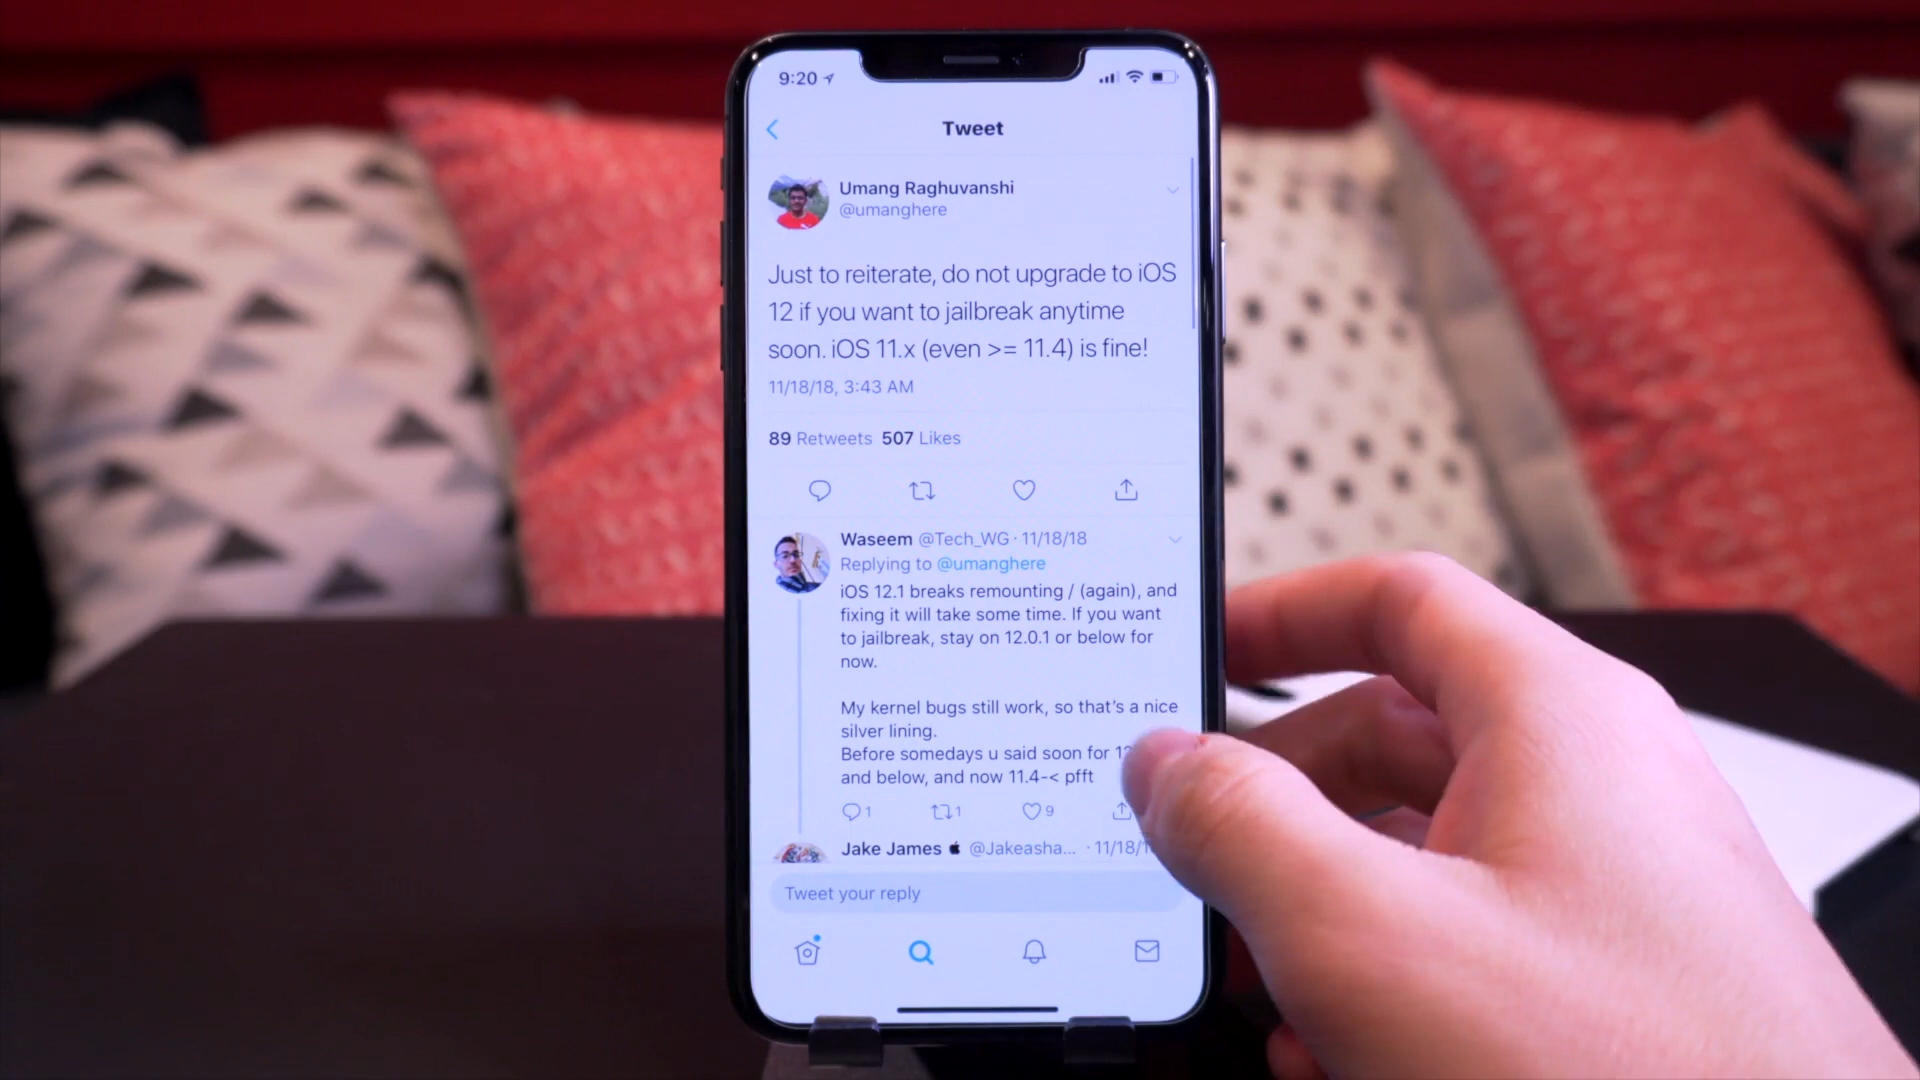 9:20
Tweet
Umang Raghuvanshi
@umanghere
Just to reiterate, do not upgrade to iOS
12 if you want to jailbreak anytime
soon. iOS 11.x (even >= 11.4) is fine!
11/18/18, 3:43 AM
89 Retweets 507 Likes
Waseem @Tech_WG · 11/18/18
Replying to @umanghere
iOS 12.1 breaks remounting / (again), and
fixing it will take some time. If you want
to jailbreak, stay on 12.0.1 or below for
now.
My kernel bugs still work, so that's a nice
silver lining.
Before somedays u said soon for
and below, and now 11.4-< pfft
1 1 9
Jake James @Jakeasha... · 11/18/
Tweet your reply